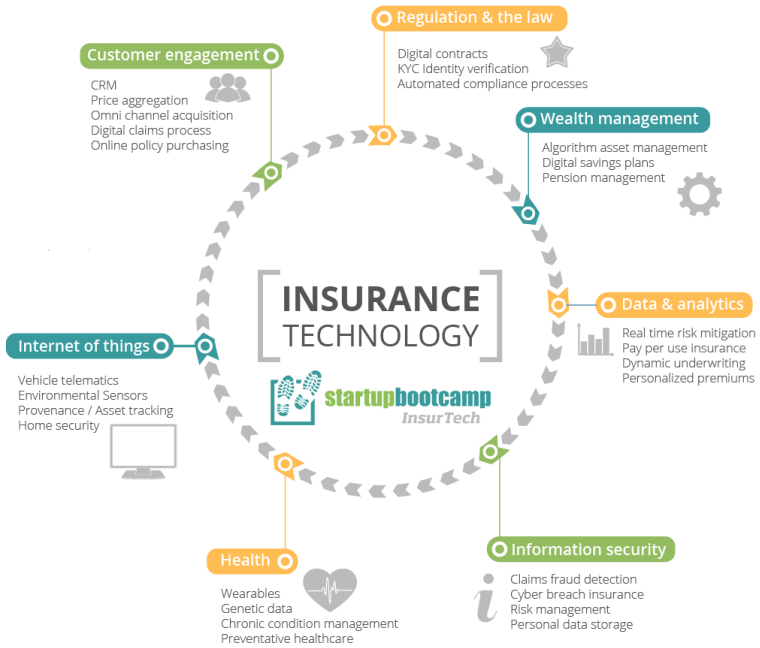 Regulation & the law
Digital contracts
KYC Identity verification
Automated compliance processes
Customer engagement
CRM
Price aggregation
Omni channel acquisition
Digital claims process
Online policy purchasing
Wealth management
Algorithm asset management
Digital savings plans
Pension management
INSURANCE
TECHNOLOGY
startupbootcamp
InsurTech
Data & analytics
Real time risk mitigation
Pay per use insurance
Dynamic underwriting
Personalized premiums
Internet of things
Vehicle telematics
Environmental Sensors
Provenance / Asset tracking
Home security
Health
Wearables
Genetic data
Chronic condition management
Preventative healthcare
Information security
i
Claims fraud detection
Cyber breach insurance
Risk management
Personal data storage